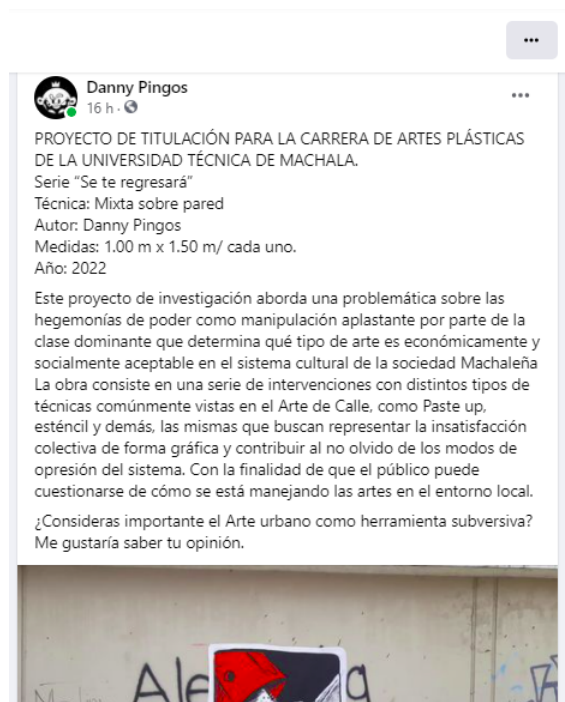 Danny Pingos
16 h ·
PROYECTO DE TITULACIÓN PARA LA CARRERA DE ARTES PLÁSTICAS
DE LA UNIVERSIDAD TÉCNICA DE MACHALA.
Serie “Se te regresará”
Técnica: Mixta sobre pared
Autor: Danny Pingos
Medidas: 1.00 m x 1.50 m/ cada uno.
Año: 2022
Este proyecto de investigación aborda una problemática sobre las
hegemonías de poder como manipulación aplastante por parte de la
clase dominante que determina qué tipo de arte es económicamente y
socialmente aceptable en el sistema cultural de la sociedad Machaleña
La obra consiste en una serie de intervenciones con distintos tipos de
técnicas comúnmente vistas en el Arte de Calle, como Paste up,
esténcil y demás, las mismas que buscan representar la insatisfacción
colectiva de forma gráfica y contribuir al no olvido de los modos de
opresión del sistema. Con la finalidad de que el público puede
cuestionarse de cómo se está manejando las artes en el entorno local.
¿Consideras importante el Arte urbano como herramienta subversiva?
Me gustaría saber tu opinión.